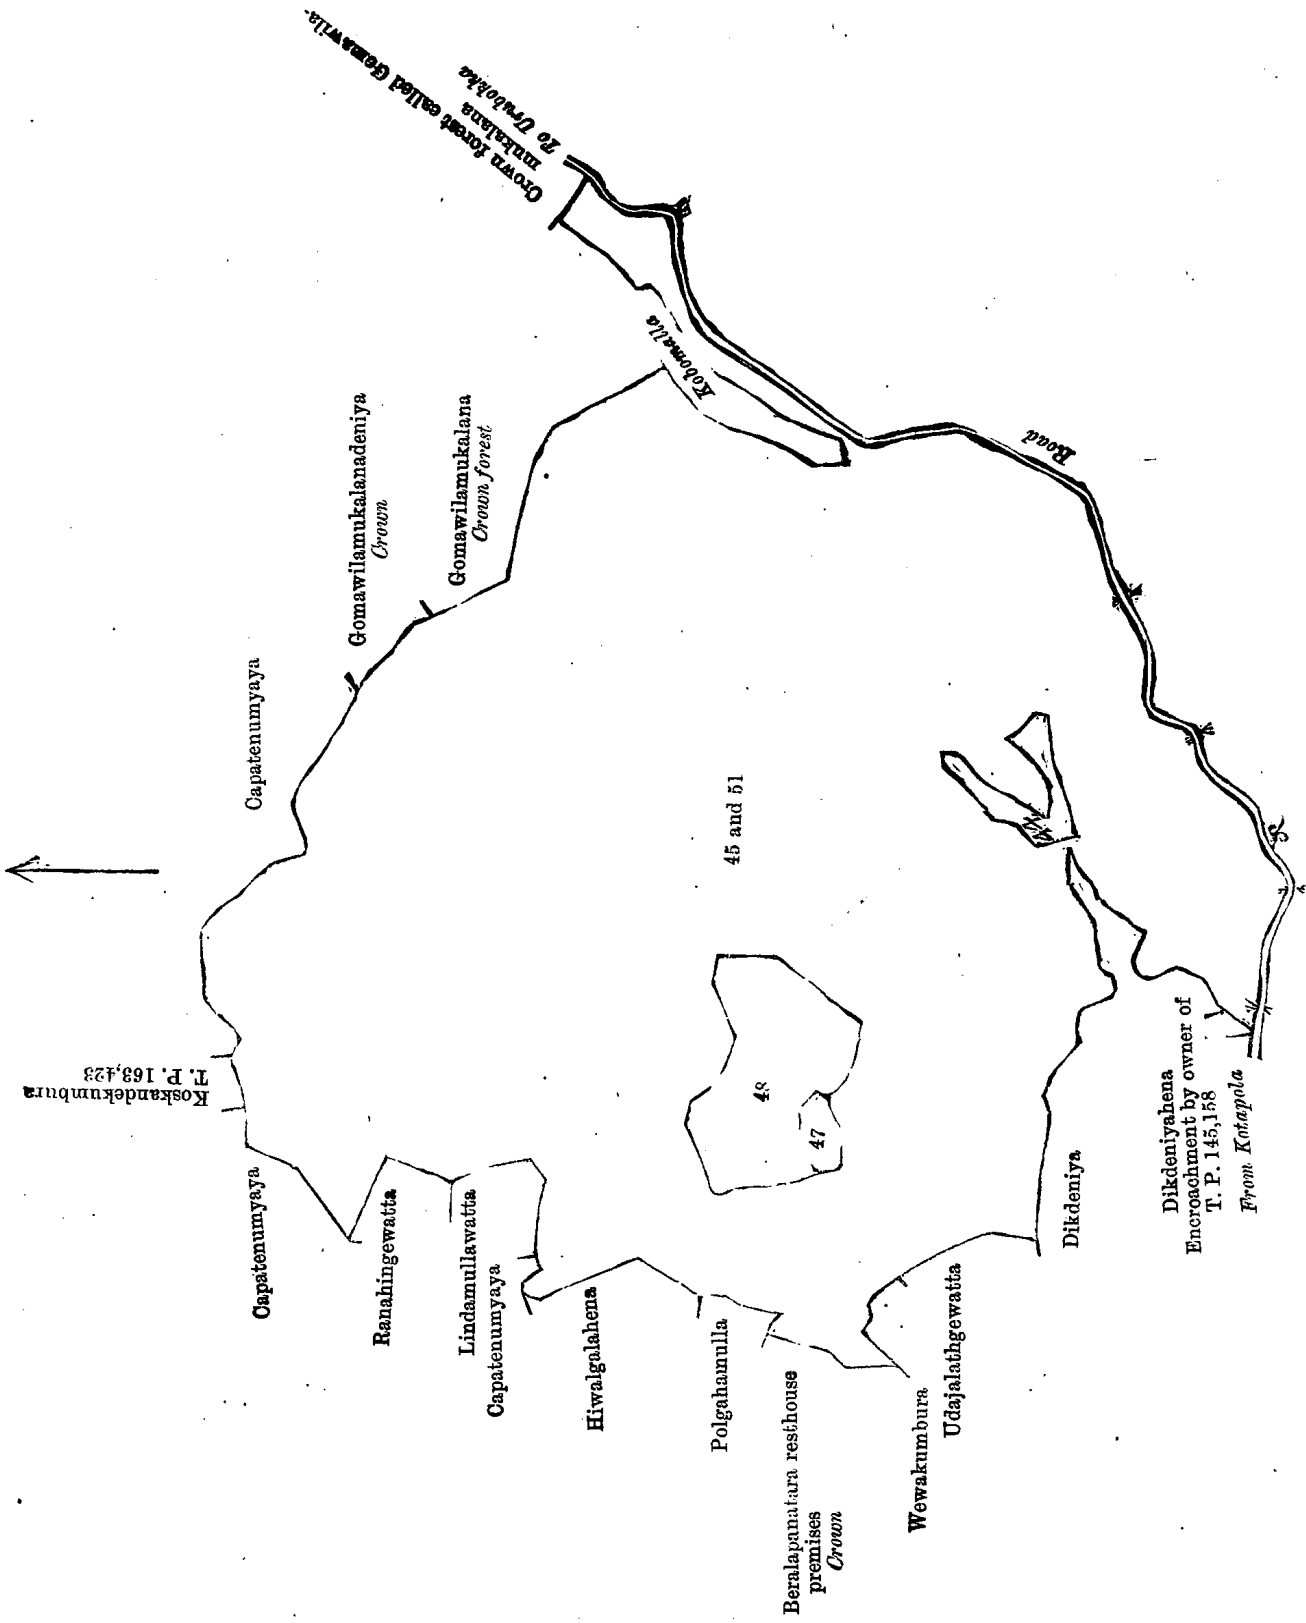 Crown forest called Gomawila-
mukalana
To Urubokka
Kobomalla
Gomawilamukalanadeniya
Crown
Gomawilamukalana
Crown forest
Road
Capatenumyaya
Koskandekumbura
T. P. 163,423
45 and 51
44
48
47
Capatenumyaya
Ranahingewatta
Lindamullawatta
Capatenumyaya
Hiwalgalahena
Polgahamulla
Beralapanatara resthouse
premises
Crown
Wewakumbura
Udajalathgewatta
Dikdeniya
Dikdeniyahena
Encroachment by owner of
T. P. 145,158
From Kotapola